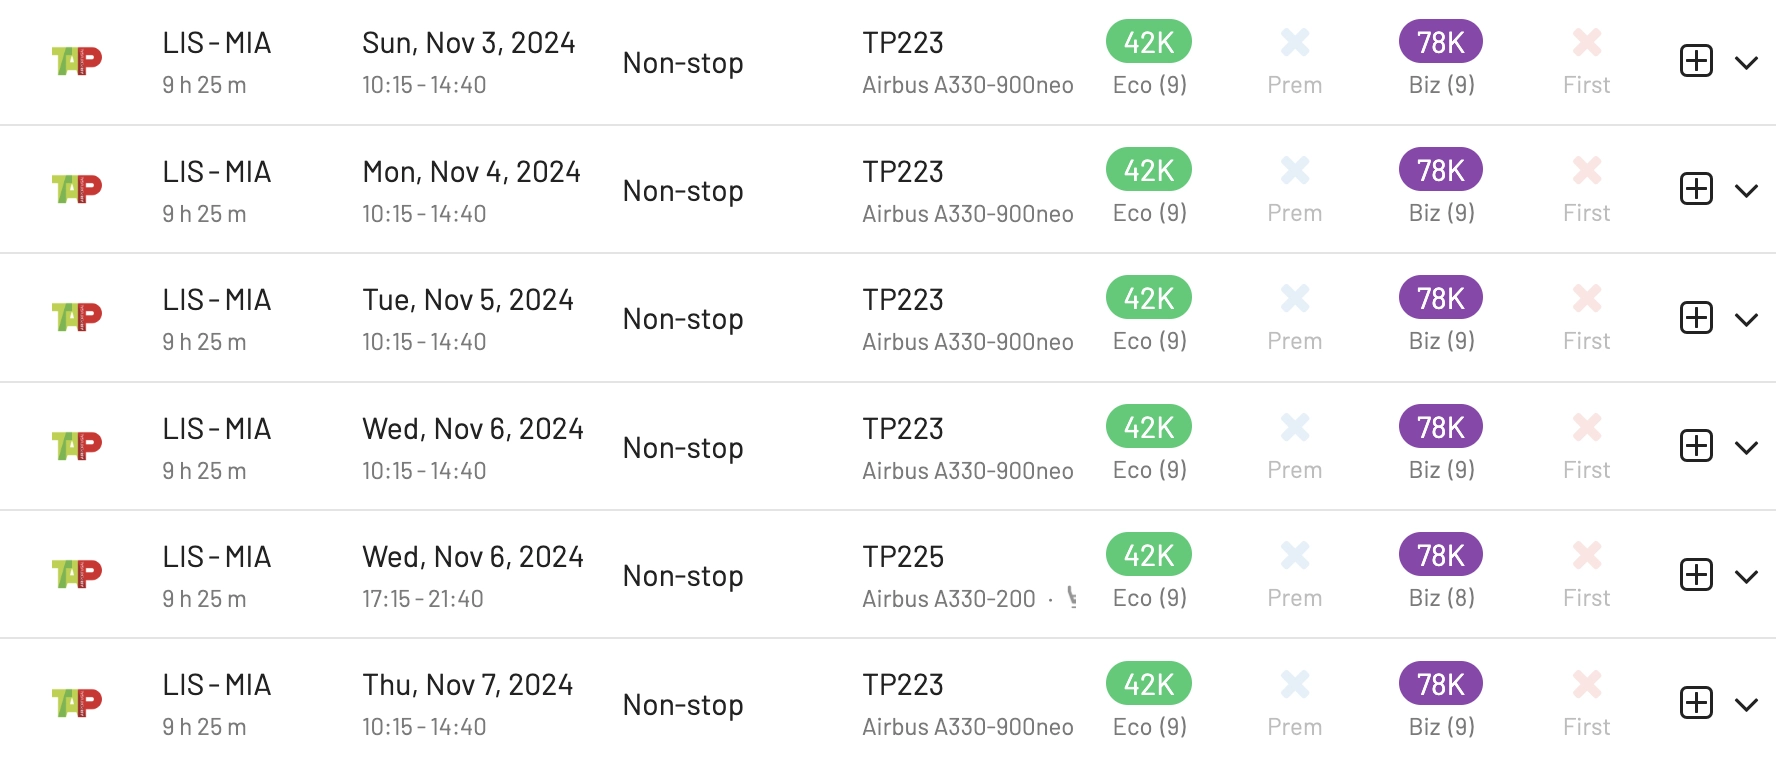 TAP LIS - MIA Sun, Nov 3, 2024 Non-stop TP223 42K 78K
9 h 25 m 10:15 - 14:40 Airbus A330-900neo Eco (9) Prem Biz (9) First
TAP LIS - MIA Mon, Nov 4, 2024 Non-stop TP223 42K 78K
9 h 25 m 10:15 - 14:40 Airbus A330-900neo Eco (9) Prem Biz (9) First
TAP LIS - MIA Tue, Nov 5, 2024 Non-stop TP223 42K 78K
9 h 25 m 10:15 - 14:40 Airbus A330-900neo Eco (9) Prem Biz (9) First
TAP LIS - MIA Wed, Nov 6, 2024 Non-stop TP223 42K 78K
9 h 25 m 10:15 - 14:40 Airbus A330-900neo Eco (9) Prem Biz (9) First
TAP LIS - MIA Wed, Nov 6, 2024 Non-stop TP225 42K 78K
9 h 25 m 17:15 - 21:40 Airbus A330-200 · Eco (9) Prem Biz (8) First
TAP LIS - MIA Thu, Nov 7, 2024 Non-stop TP223 42K 78K
9 h 25 m 10:15 - 14:40 Airbus A330-900neo Eco (9) Prem Biz (9) First